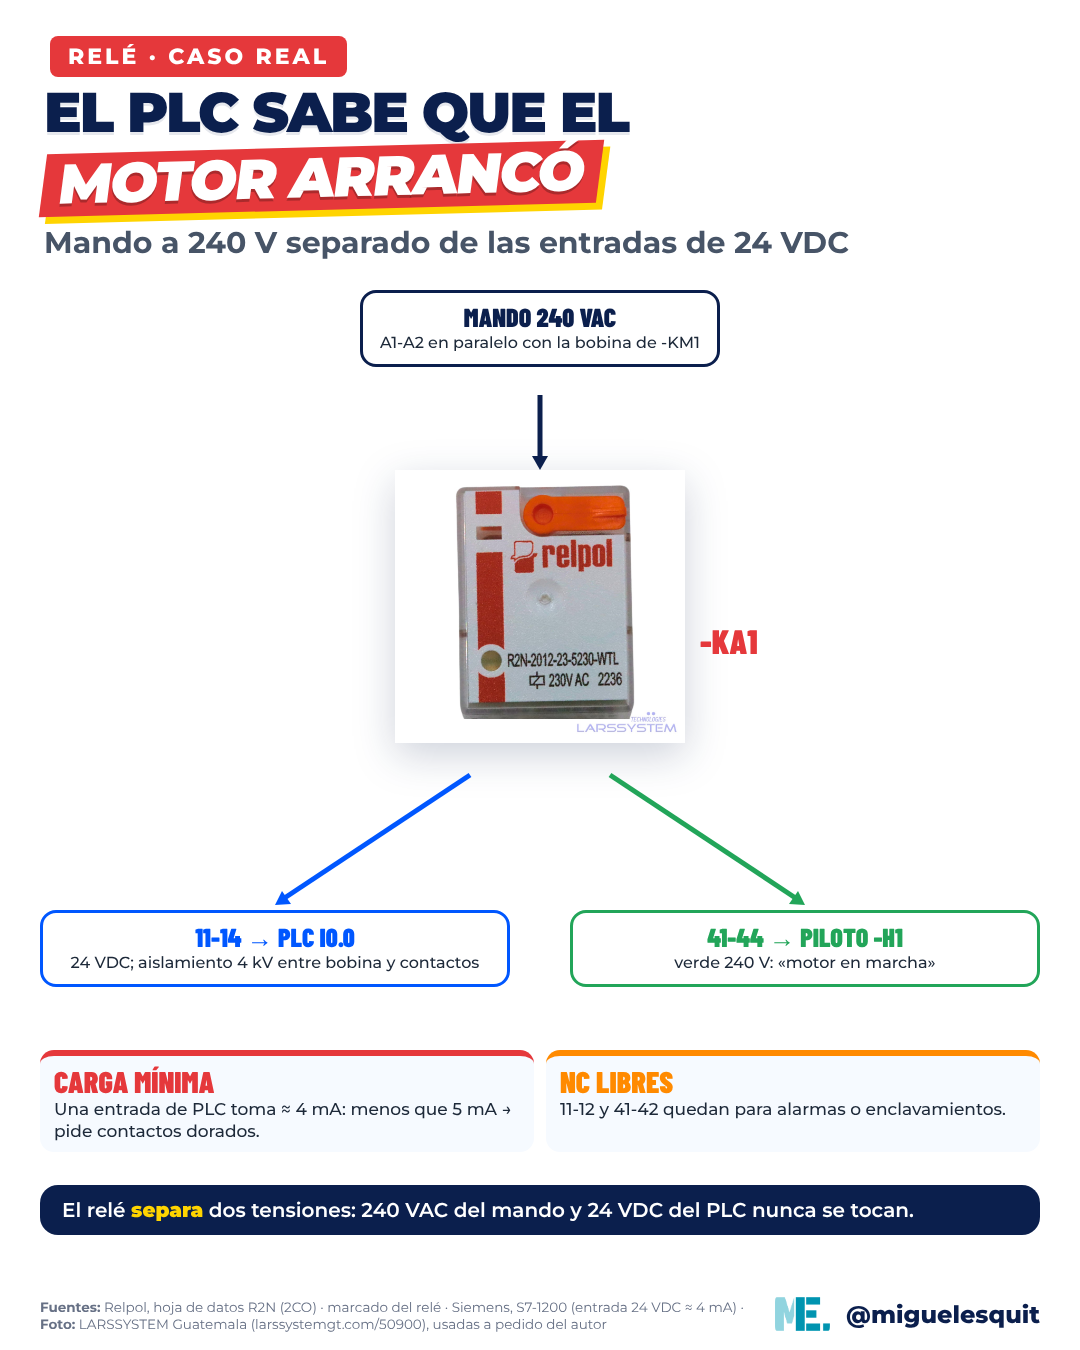 RELÉ · CASO REAL
EL PLC SABE QUE EL
MOTOR ARRANCÓ
Mando a 240 V separado de las entradas de 24 VDC
MANDO 240 VAC
A1-A2 en paralelo con la bobina de -KM1
relpol
R2N-2012-23-5230-WTL
230V AC 2236
TECHNOLOGIES
LARSSYSTEM
-KA1
11-14 → PLC I0.0
24 VDC; aislamiento 4 kV entre bobina y contactos
41-44 → PILOTO -H1
verde 240 V: «motor en marcha»
CARGA MÍNIMA
Una entrada de PLC toma ≈ 4 mA: menos que 5 mA →
pide contactos dorados.
NC LIBRES
11-12 y 41-42 quedan para alarmas o enclavamientos.
El relé separa dos tensiones: 240 VAC del mando y 24 VDC del PLC nunca se tocan.
Fuentes: Relpol, hoja de datos R2N (2CO) · marcado del relé · Siemens, S7-1200 (entrada 24 VDC ≈ 4 mA) ·
Foto: LARSSYSTEM Guatemala (larssystemgt.com/50900), usadas a pedido del autor
ME.
@miguelesquit